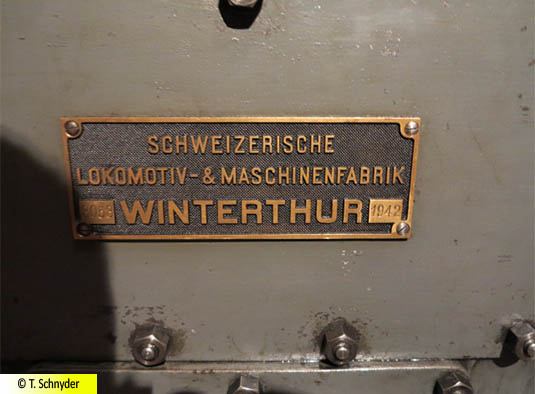 SCHWEIZERISCHE
LOKOMOTIV-& MASCHINENFABRIK
WINTERTHUR 1942
© T. Schnyder